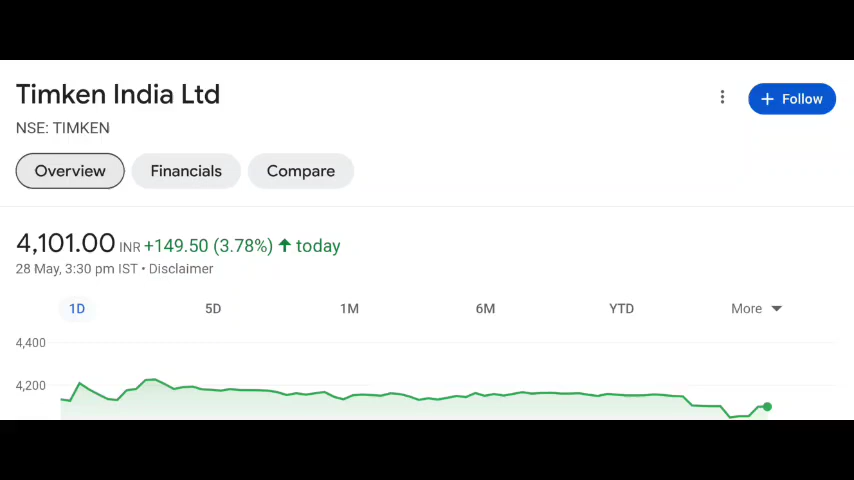 Timken India Ltd
+ Follow
NSE: TIMKEN
Overview Financials Compare
4,101.00 INR +149.50 (3.78%) ↑ today
28 May, 3:30 pm IST • Disclaimer
1D 5D 1M 6M YTD More
4,400
4,200